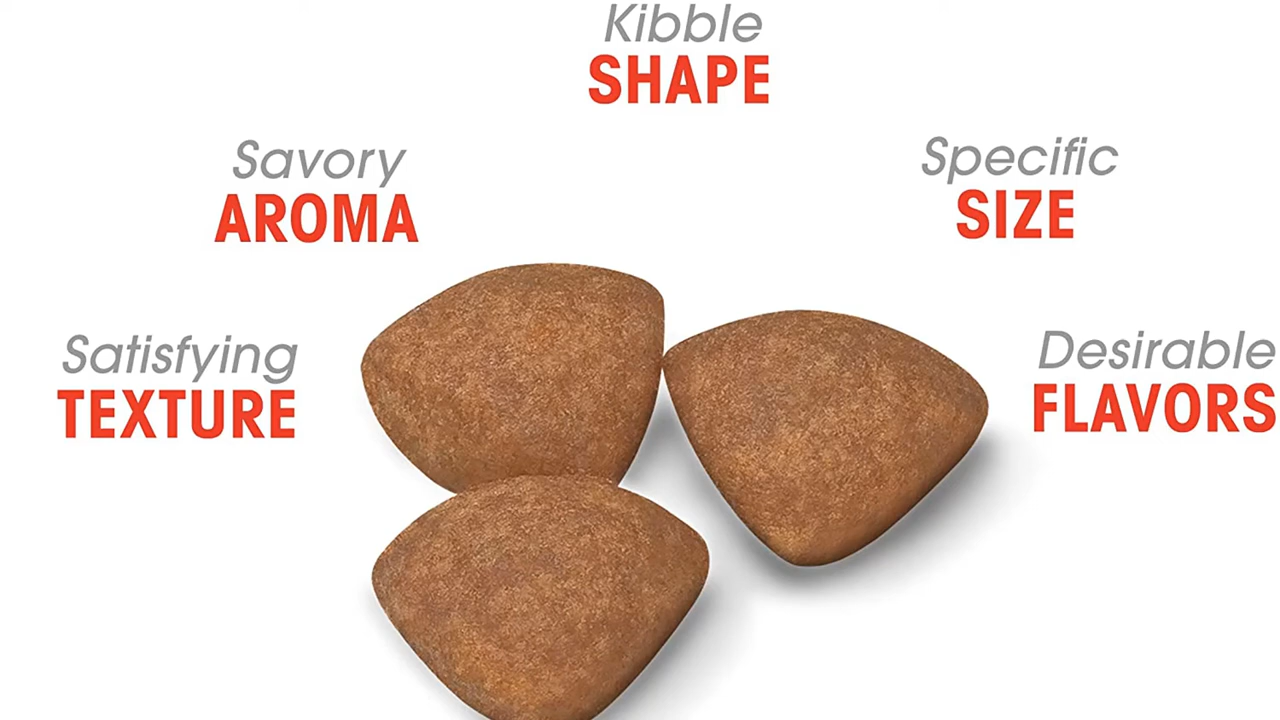 Kibble
SHAPE
Savory
AROMA
Specific
SIZE
Satisfying
TEXTURE
Desirable
FLAVORS